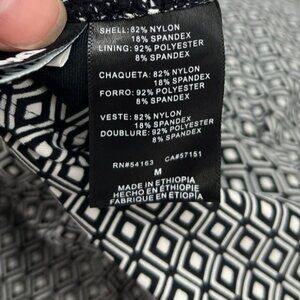 SHELL: 82% NYLON
18% SPANDEX
LINING: 92% POLYESTER
8% SPANDEX
CHAQUETA: 82% NYLON
18% SPANDEX
FORRO: 92% POLYESTER
8% SPANDEX
VESTE: 82% NYLON
18% SPANDEX
DOUBLURE: 92% POLYESTER
8% SPANDEX
RN#54163 CA#57151
M
MADE IN ETHIOPIA
HECHO EN ETHIOPIE
FABRIQUE EN ETIOPÍA